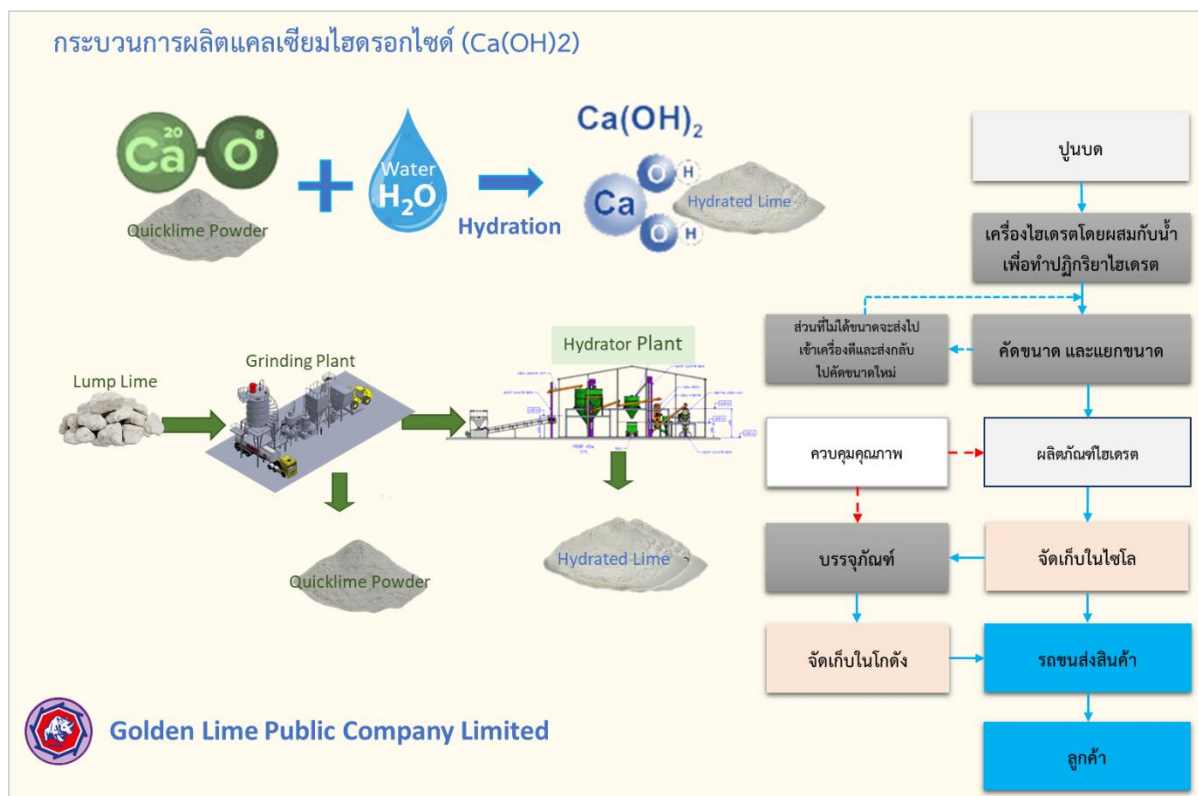 กระบวนการผลิตแคลเซียมไฮดรอกไซด์ (Ca(OH)2)
20
Ca
8
O
Quicklime Powder
Water
H₂O
Hydration
Ca(OH)₂
Ca
O
H
O
H
Hydrated Lime
Lump Lime
Grinding Plant
Hydrator Plant
Quicklime Powder
Hydrated Lime
ปูนบด
เครื่องไฮเดรตโดยผสมกับน้ำ
เพื่อทำปฏิกริยาไฮเดรต
ส่วนที่ไม่ได้ขนาดจะส่งไป
เข้าเครื่องตีและส่งกลับ
ไปคัดขนาดใหม่
คัดขนาด และแยกขนาด
ควบคุมคุณภาพ
ผลิตภัณฑ์ไฮเดรต
บรรจุภัณฑ์
จัดเก็บในไซโล
จัดเก็บในโกดัง
รถขนส่งสินค้า
ลูกค้า
Golden Lime Public Company Limited